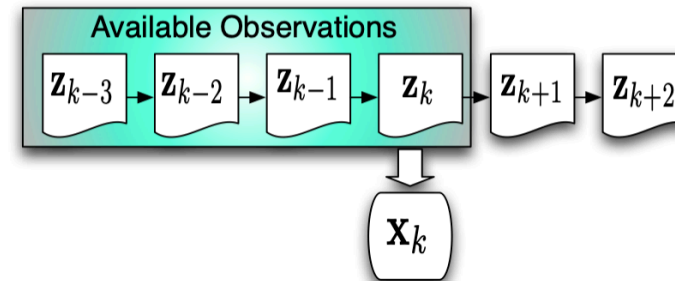 Available Observations
z_{k-3} z_{k-2} z_{k-1} z_k z_{k+1} z_{k+2}
x_k